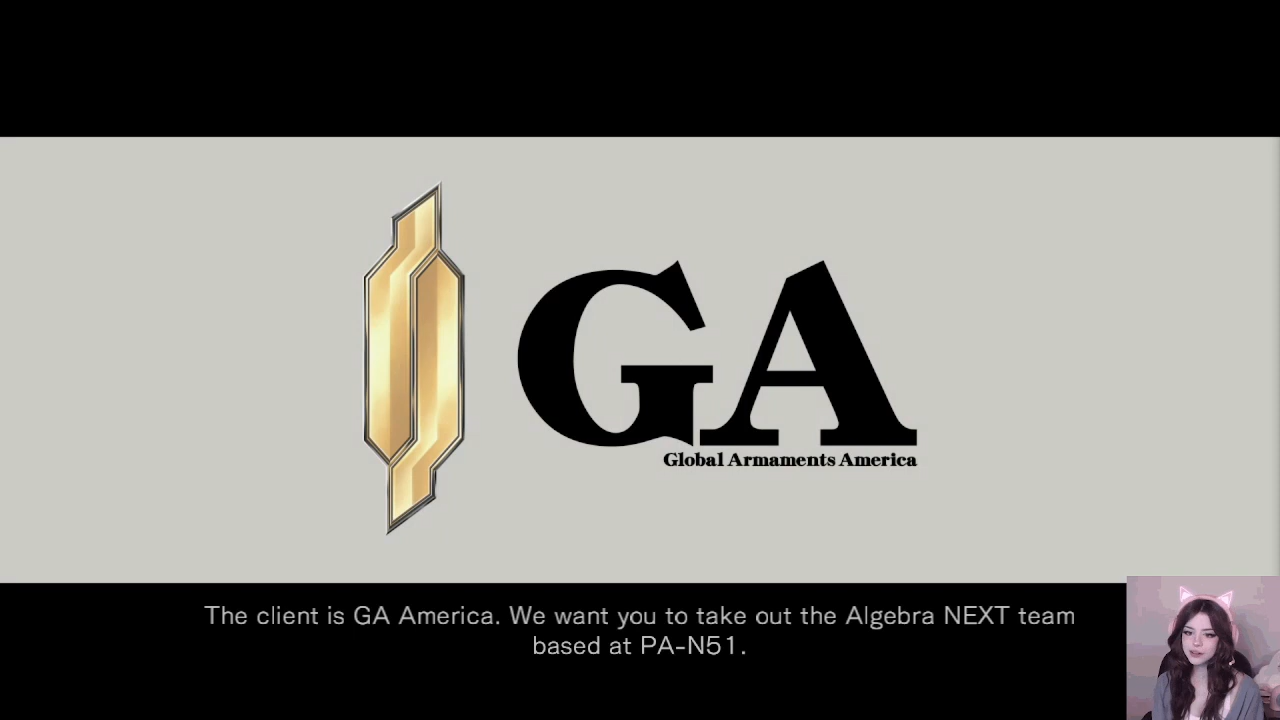 GA
Global Armaments America
The client is GA America. We want you to take out the Algebra NEXT team
based at PA-N51.